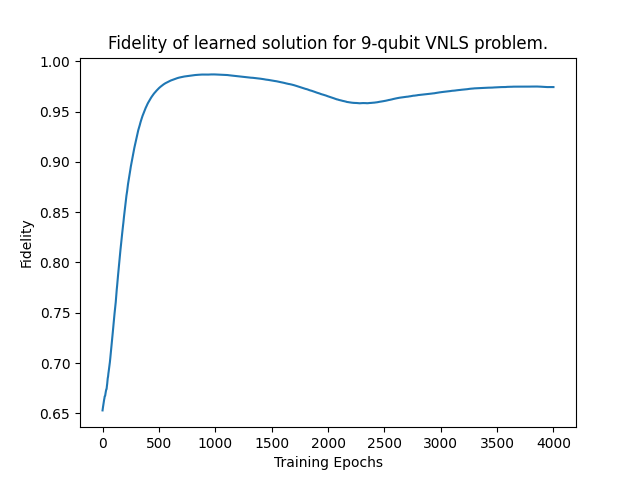 Fidelity of learned solution for 9-qubit VNLS problem.
1.00
0.95
0.90
0.85
0.80
0.75
0.70
0.65
Fidelity
0 500 1000 1500 2000 2500 3000 3500 4000
Training Epochs